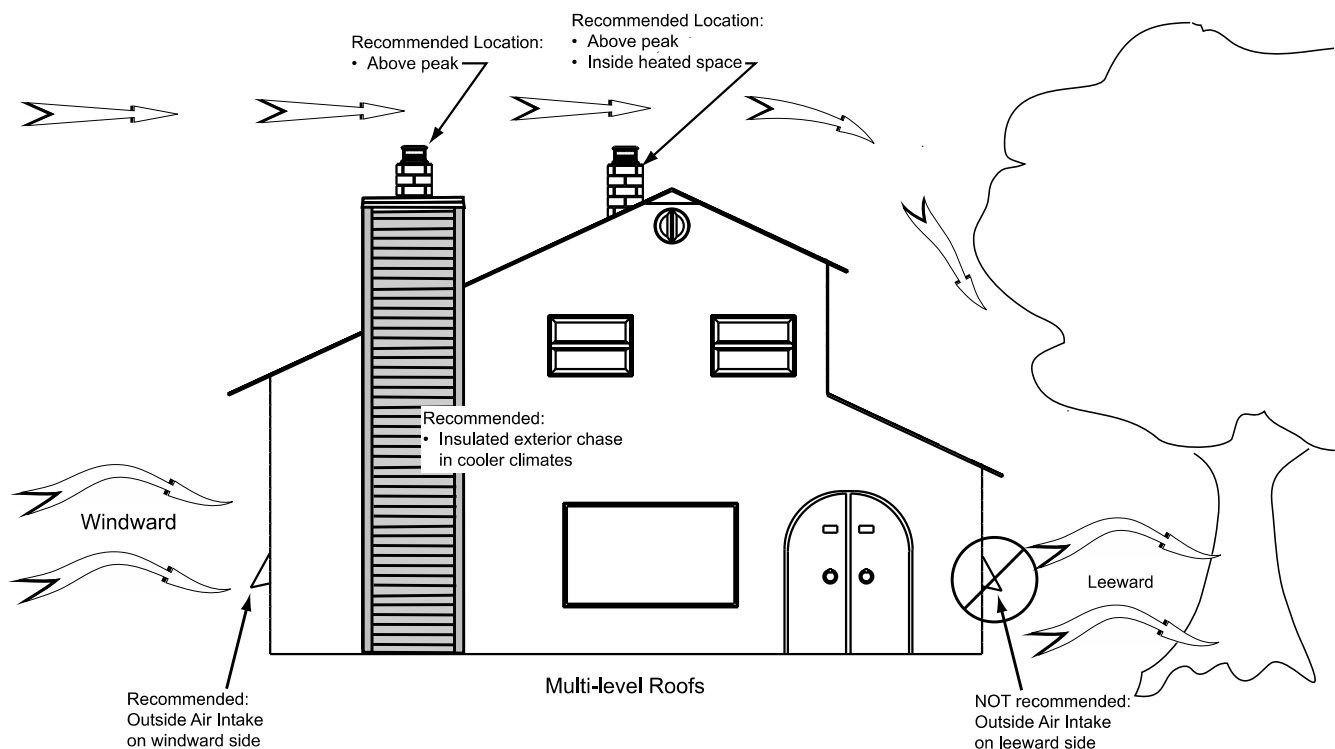 Recommended Location:
• Above peak
Recommended Location:
• Above peak
• Inside heated space
Recommended:
• Insulated exterior chase
in cooler climates
Windward
Leeward
Recommended:
Outside Air Intake
on windward side
Multi-level Roofs
NOT recommended:
Outside Air Intake
on leeward side